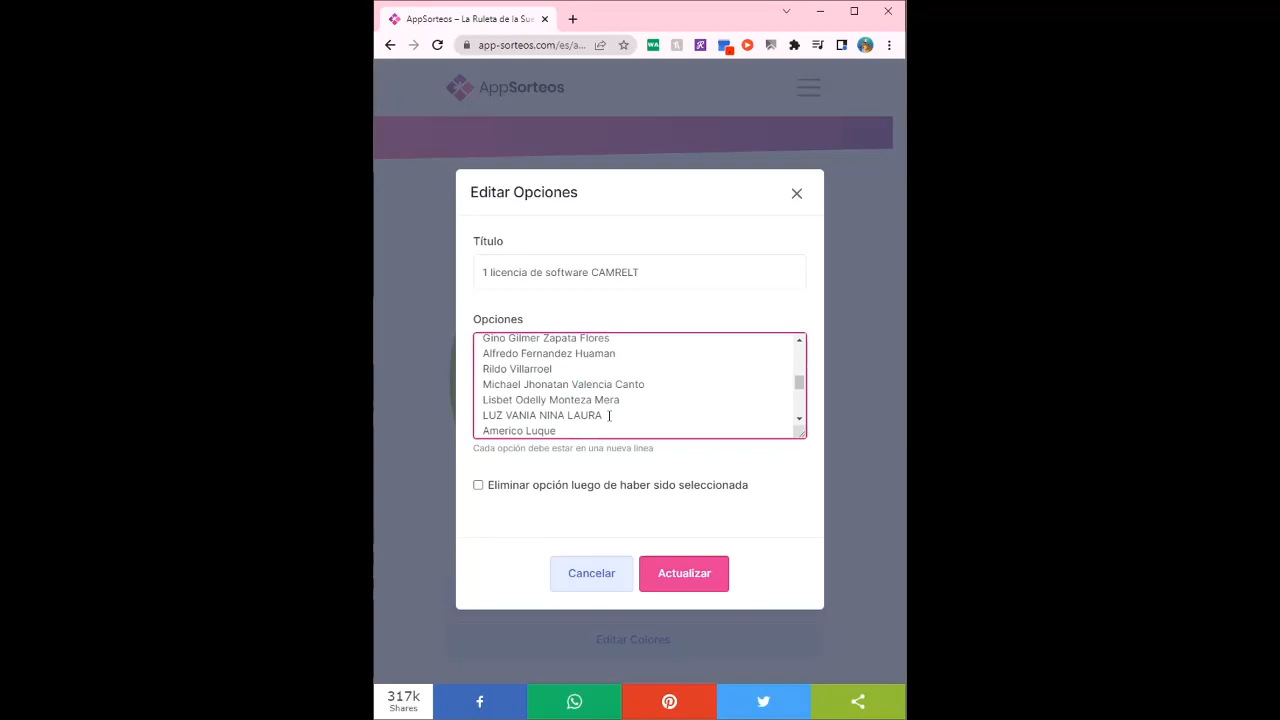 AppSorteos – La Ruleta de la Sue
app-sorteos.com/es/a...
AppSorteos
Editar Opciones
Título
1 licencia de software CAMRELT
Opciones
Gino Gilmer Zapata Flores
Alfredo Fernandez Huaman
Rildo Villarroel
Michael Jhonatan Valencia Canto
Lisbet Odelly Monteza Mera
LUZ VANIA NINA LAURA
Americo Luque
Cada opción debe estar en una nueva línea
Eliminar opción luego de haber sido seleccionada
Cancelar
Actualizar
Editar Colores
317k
Shares